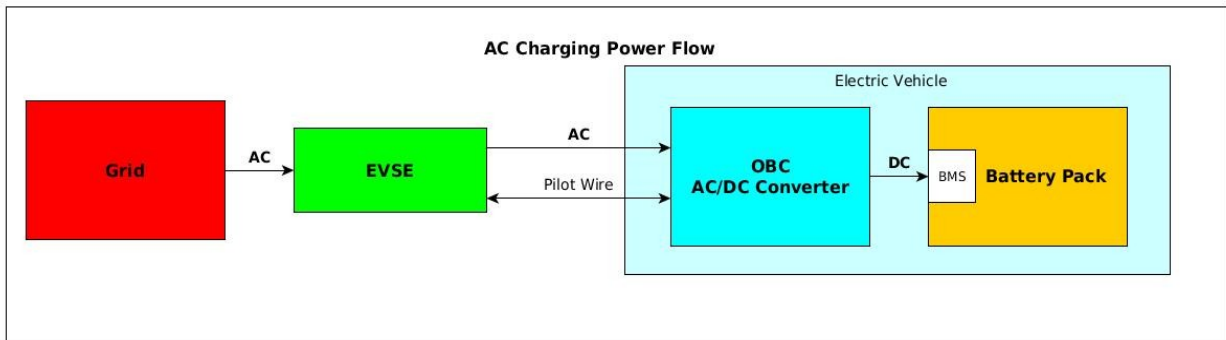 AC Charging Power Flow
Electric Vehicle
Grid
AC
EVSE
AC
Pilot Wire
OBC
AC/DC Converter
DC
BMS
Battery Pack